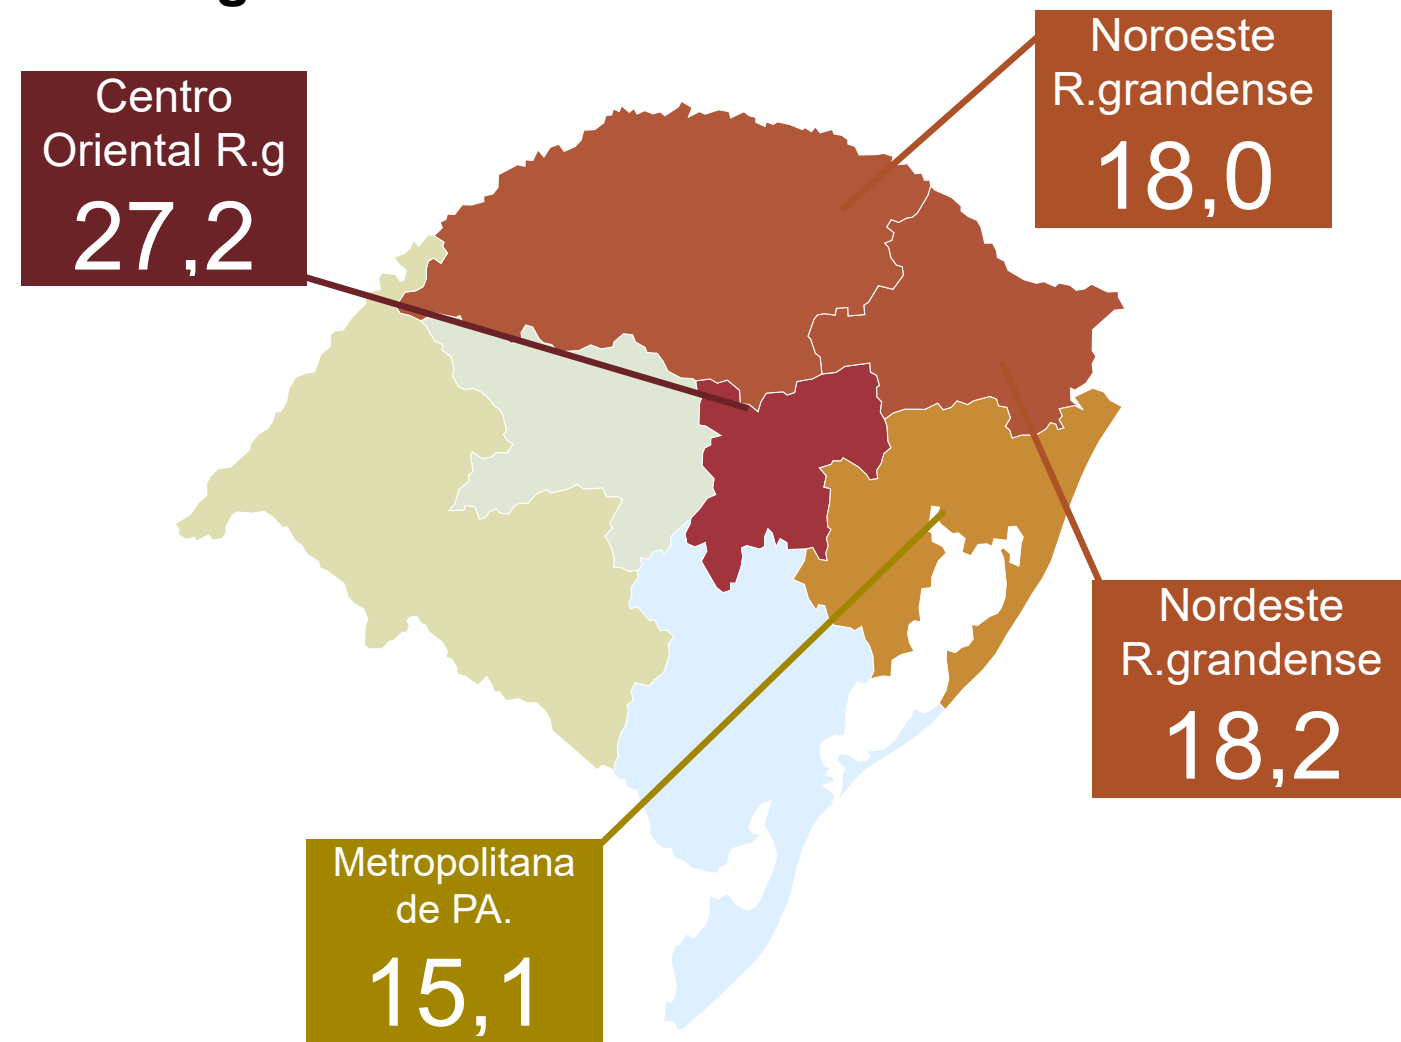 Centro
Oriental R.g
27,2
Noroeste
R.grandense
18,0
Nordeste
R.grandense
18,2
Metropolitana
de PA.
15,1